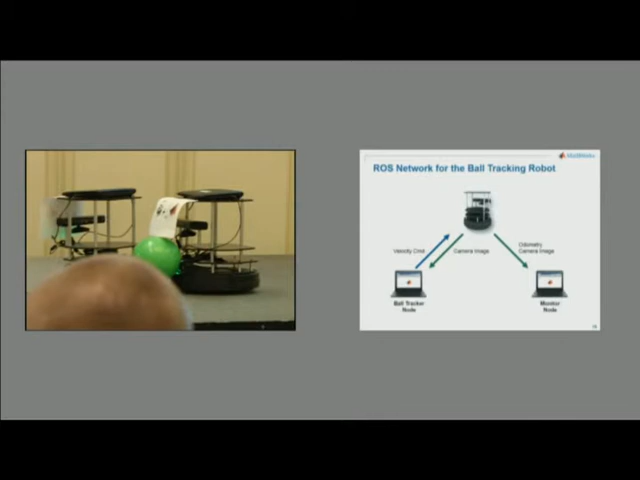 MathWorks
ROS Network for the Ball Tracking Robot
Velocity Cmd
Camera Image
Odometry
Camera Image
Ball Tracker
Node
Monitor
Node